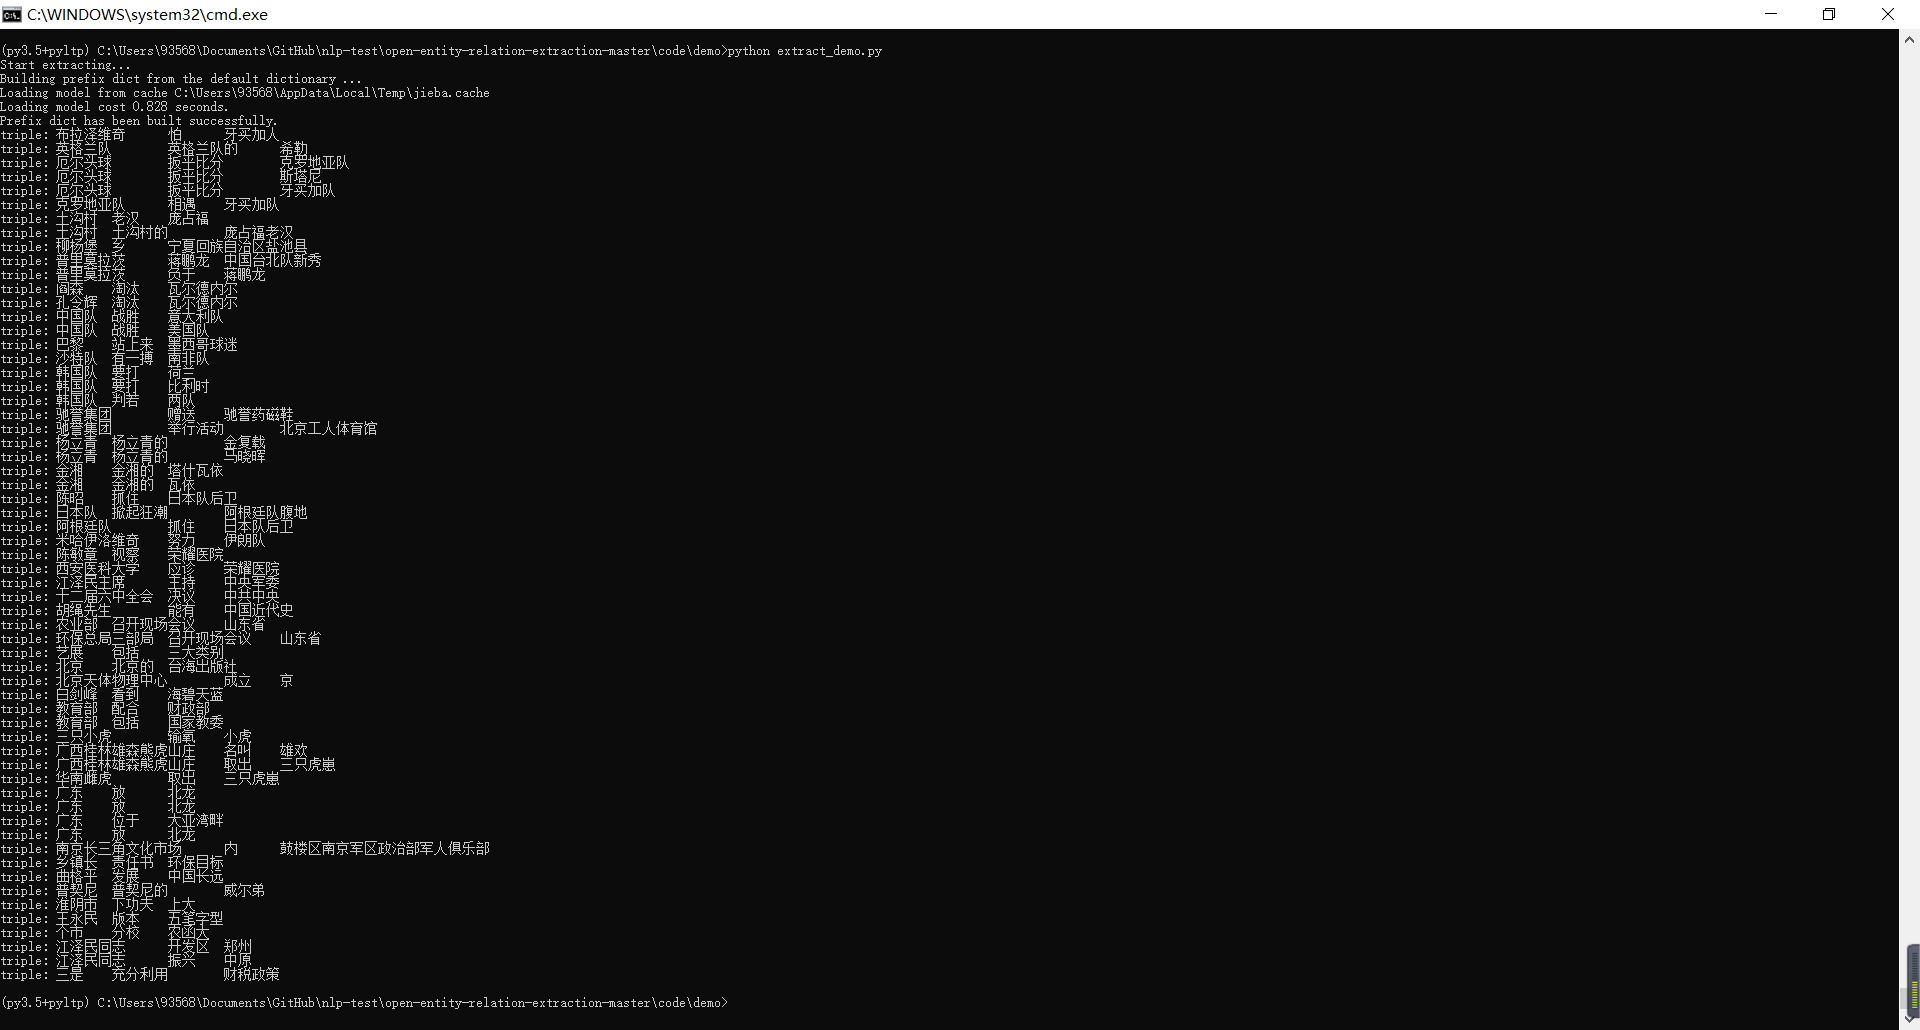 C:\WINDOWS\system32\cmd.exe
(py3.5+pyltp) C:\Users\93568\Documents\GitHub\nlp-test\open-entity-relation-extraction-master\code\demo>python extract_demo.py
Start extracting...
Building prefix dict from the default dictionary ...
Loading model from cache C:\Users\93568\AppData\Local\Temp\jieba.cache
Loading model cost 0.828 seconds.
Prefix dict has been built successfully.
triple: 布拉泽维奇 怕 牙买加人
triple: 英格兰队 英格兰队的 希勒
triple: 厄尔头球 扳平比分 克罗地亚队
triple: 厄尔头球 扳平比分 斯塔尼
triple: 厄尔头球 扳平比分 牙买加队
triple: 克罗地亚队 相遇 牙买加队
triple: 土沟村 老汉 庞占福
triple: 土沟村 土沟村的 庞占福老汉
triple: 柳杨堡 乡 宁夏回族自治区盐池县
triple: 普里莫拉茨 蒋鹏龙 中国台北队新秀
triple: 普里莫拉茨 负于 蒋鹏龙
triple: 阎森 淘汰 瓦尔德内尔
triple: 孔令辉 淘汰 瓦尔德内尔
triple: 中国队 战胜 意大利队
triple: 中国队 战胜 美国队
triple: 巴黎 站上来 墨西哥球迷
triple: 沙特队 有一搏 南非队
triple: 韩国队 要打 荷兰
triple: 韩国队 要打 比利时
triple: 韩国队 判若 两队
triple: 驰誉集团 赠送 驰誉药磁鞋
triple: 驰誉集团 举行活动 北京工人体育馆
triple: 杨立青 杨立青的 金复载
triple: 杨立青 杨立青的 马晓晖
triple: 金湘 金湘的 塔什瓦依
triple: 金湘 金湘的 瓦依
triple: 陈昭 抓住 日本队后卫
triple: 日本队 掀起狂潮 阿根廷队腹地
triple: 阿根廷队 抓住 日本队后卫
triple: 米哈伊洛维奇 努力 伊朗队
triple: 陈敏章 视察 荣耀医院
triple: 西安医科大学 应诊 荣耀医院
triple: 江泽民主席 主持 中央军委
triple: 十二届六中全会 决议 中共中央
triple: 胡绳先生 能有 中国近代史
triple: 农业部 召开现场会议 山东省
triple: 环保总局三部局 召开现场会议 山东省
triple: 艺展 包括 三大类别
triple: 北京 北京的 台海出版社
triple: 北京天体物理中心 成立 京
triple: 白剑峰 看到 海碧天蓝
triple: 教育部 配合 财政部
triple: 教育部 包括 国家教委
triple: 三只小虎 输氧 小虎
triple: 广西桂林雄森熊虎山庄 名叫 雄欢
triple: 广西桂林雄森熊虎山庄 取出 三只虎崽
triple: 华南雌虎 取出 三只虎崽
triple: 广东 放 北龙
triple: 广东 放 北龙
triple: 广东 位于 大亚湾畔
triple: 广东 放 北龙
triple: 南京长三角文化市场 内 鼓楼区南京军区政治部军人俱乐部
triple: 乡镇长 责任书 环保目标
triple: 曲格平 发展 中国长远
triple: 普契尼 普契尼的 威尔弟
triple: 淮阴市 下功夫 上大
triple: 王永民 版本 五笔字型
triple: 个市 分校 农函大
triple: 江泽民同志 开发区 郑州
triple: 江泽民同志 振兴 中原
triple: 三是 充分利用 财税政策
(py3.5+pyltp) C:\Users\93568\Documents\GitHub\nlp-test\open-entity-relation-extraction-master\code\demo>